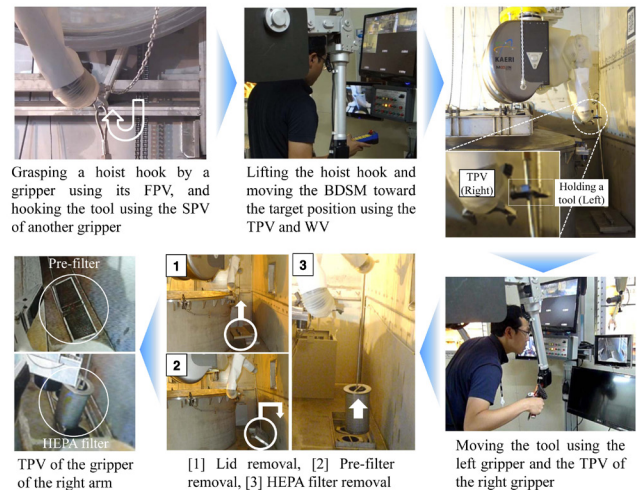 KAERI
TPV
(Right)
Holding a
tool (Left)
Grasping a hoist hook by a
gripper using its FPV, and
hooking the tool using the SPV
of another gripper
Lifting the hoist hook and
moving the BDSM toward
the target position using the
TPV and WV
Pre-filter
HEPA filter
1
2
3
TPV of the gripper
of the right arm
[1] Lid removal, [2] Pre-filter
removal, [3] HEPA filter removal
Moving the tool using the
left gripper and the TPV of
the right gripper